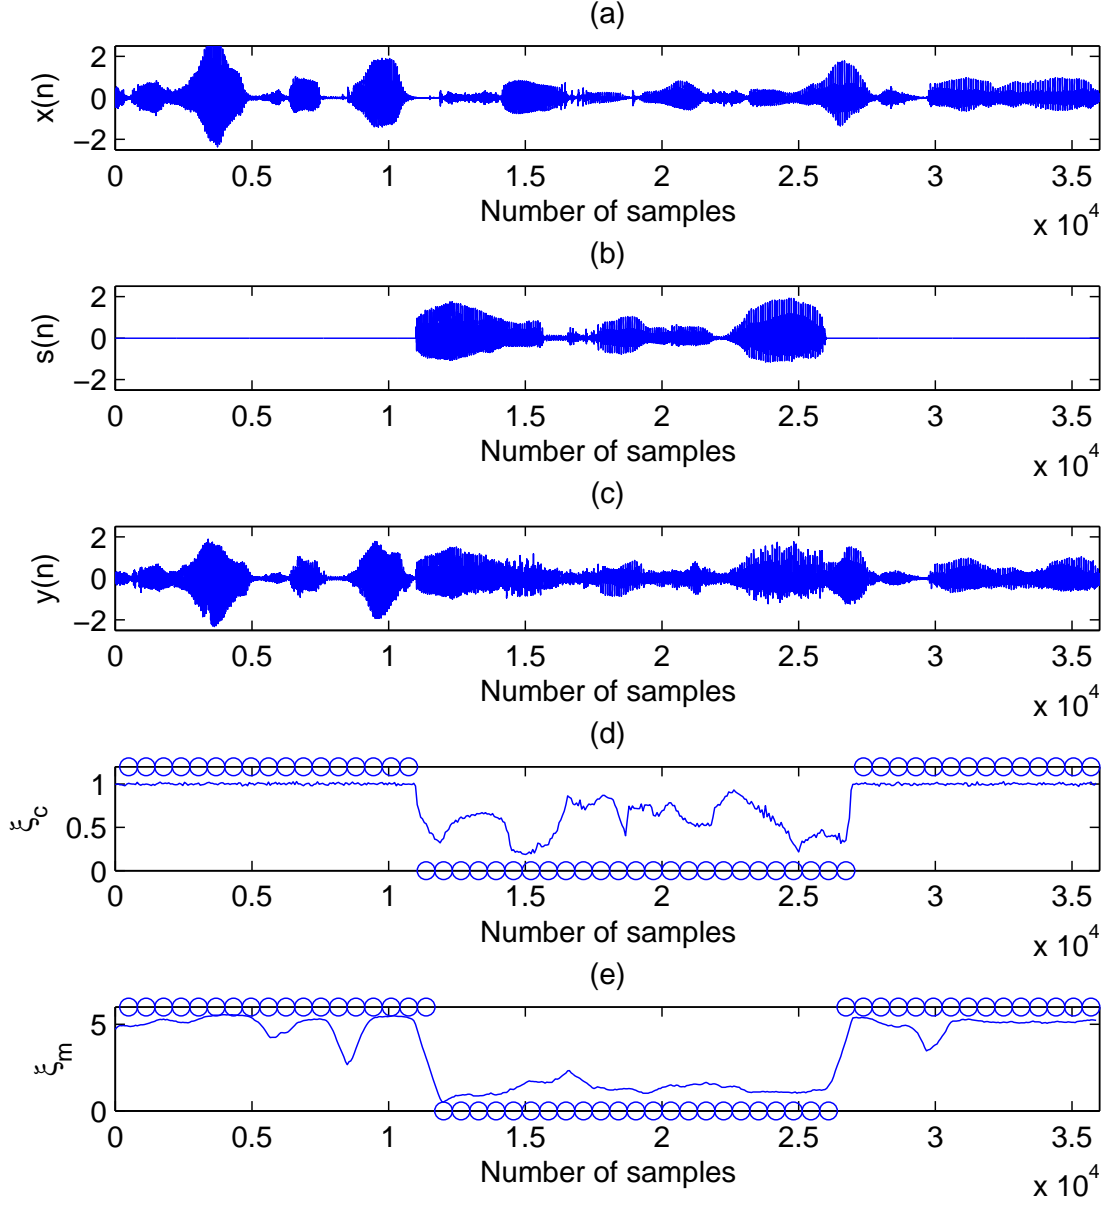 (a)
x(n)
2
0
−2
0 0.5 1 1.5 2 2.5 3 3.5
Number of samples
x 10^4
(b)
s(n)
2
0
−2
0 0.5 1 1.5 2 2.5 3 3.5
Number of samples
x 10^4
(c)
y(n)
2
0
−2
0 0.5 1 1.5 2 2.5 3 3.5
Number of samples
x 10^4
(d)
ξ_c
1
0.5
0
0 0.5 1 1.5 2 2.5 3 3.5
Number of samples
x 10^4
(e)
ξ_m
5
0
0 0.5 1 1.5 2 2.5 3 3.5
Number of samples
x 10^4